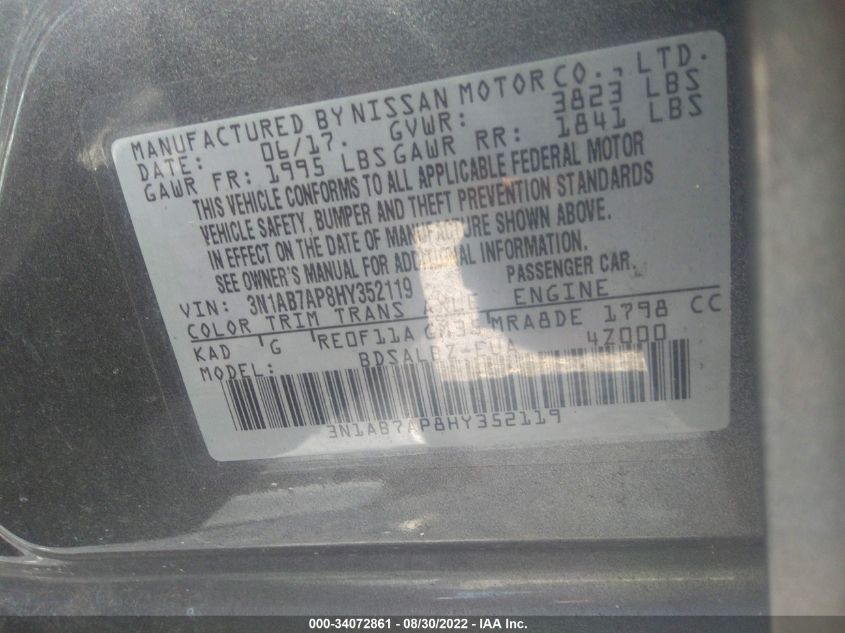 MANUFACTURED BY NISSAN MOTOR CO., LTD.
DATE: 06/17. GVWR: 3823 LBS
GAWR FR: 1995 LBS GAWR RR: 1841 LBS
THIS VEHICLE CONFORMS TO ALL APPLICABLE FEDERAL MOTOR
VEHICLE SAFETY, BUMPER AND THEFT PREVENTION STANDARDS
IN EFFECT ON THE DATE OF MANUFACTURE SHOWN ABOVE.
SEE OWNER'S MANUAL FOR ADDITIONAL INFORMATION.
VIN: 3N1AB7AP8HY352119 PASSENGER CAR.
COLOR TRIM TRANS AXLE ENGINE
KAD G RE0F11A MRA8DE 1798 CC
MODEL: 4Z000
3N1AB7AP8HY352119
000-34072861 - 08/30/2022 - IAA Inc.